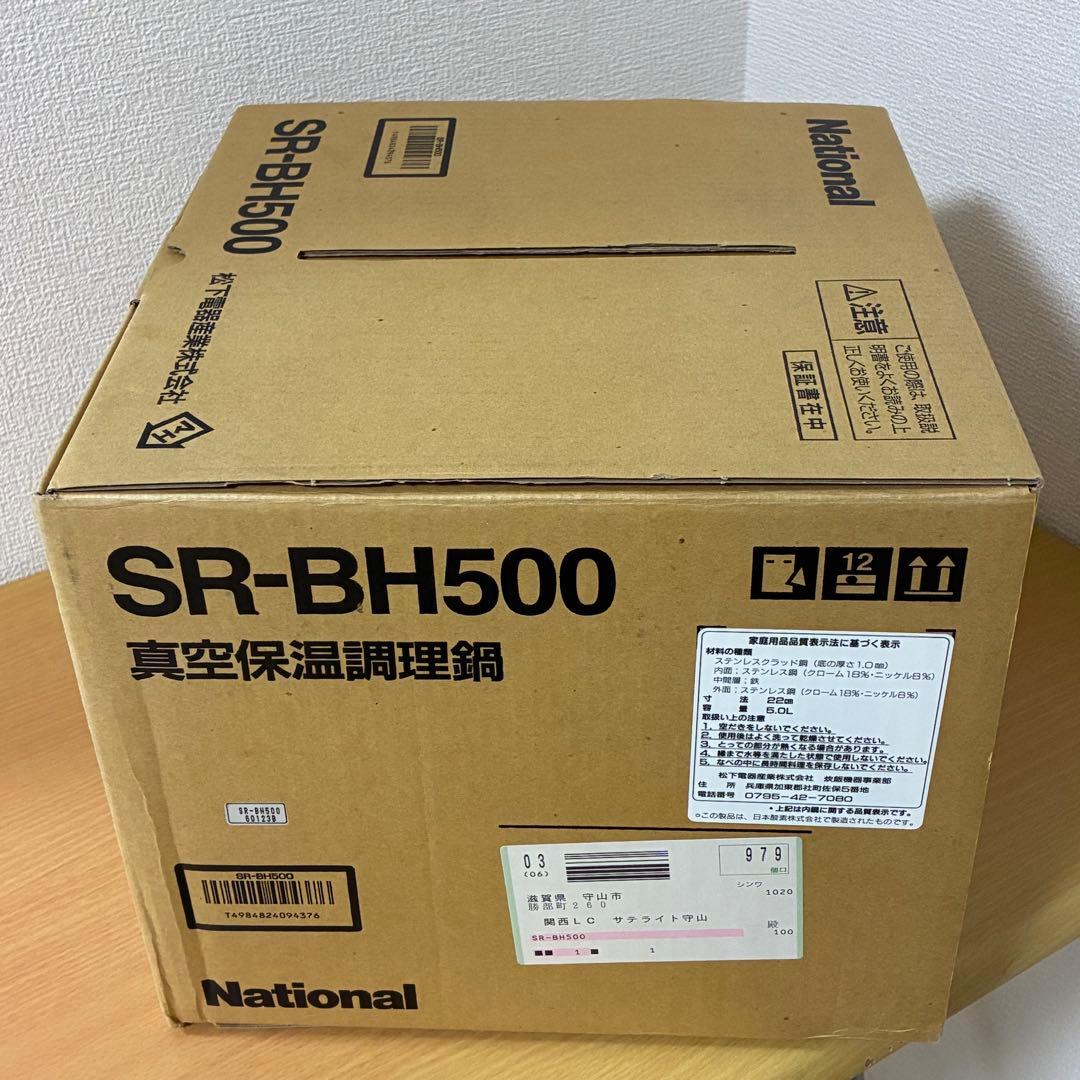 National
SR-BH500
SR-BH500
松下電器産業株式会社
注意
ご使用の際は、取扱説
明書をよくお読みの上
正しくお使いください。
保証書在中
SR-BH500
真空保温調理鍋
12
家庭用品品質表示法に基づく表示
材料の種類
ステンレスクラッド鋼（底の厚さ1.0㎜）
内面；ステンレス鋼（クローム18%・ニッケル8%）
中間層；鉄
外面；ステンレス鋼（クローム18%・ニッケル8%）
寸 法 22㎝
容 量 5.0L
取扱い上の注意
1．空だきをしないでください。
2．使用後はよく洗って乾燥させてください。
3．とっての部分が熱くなる場合があります。
4．縁まで水等を満たした状態で使用しないでください。
5．なべの中に長時間料理を保存しないでください。
松下電器産業株式会社 炊飯機器事業部
住 所 兵庫県加東郡社町佐保5番地
電話番号 0795-42-7080
・上記は内鍋に関する品質表示です。
○この製品は、日本酸素株式会社で製造されたものです。
SR-BH500
60123B
SR-BH500
T4984824094376
National
03
(06)
979
個口
シンワ
1020
滋賀県 守山市
勝部町260
関西LC サテライト守山
殿
100
SR-BH500
1
1